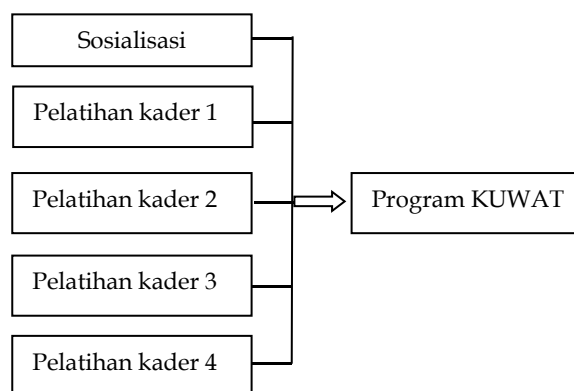 Sosialisasi
Pelatihan kader 1
Pelatihan kader 2
Program KUWAT
Pelatihan kader 3
Pelatihan kader 4